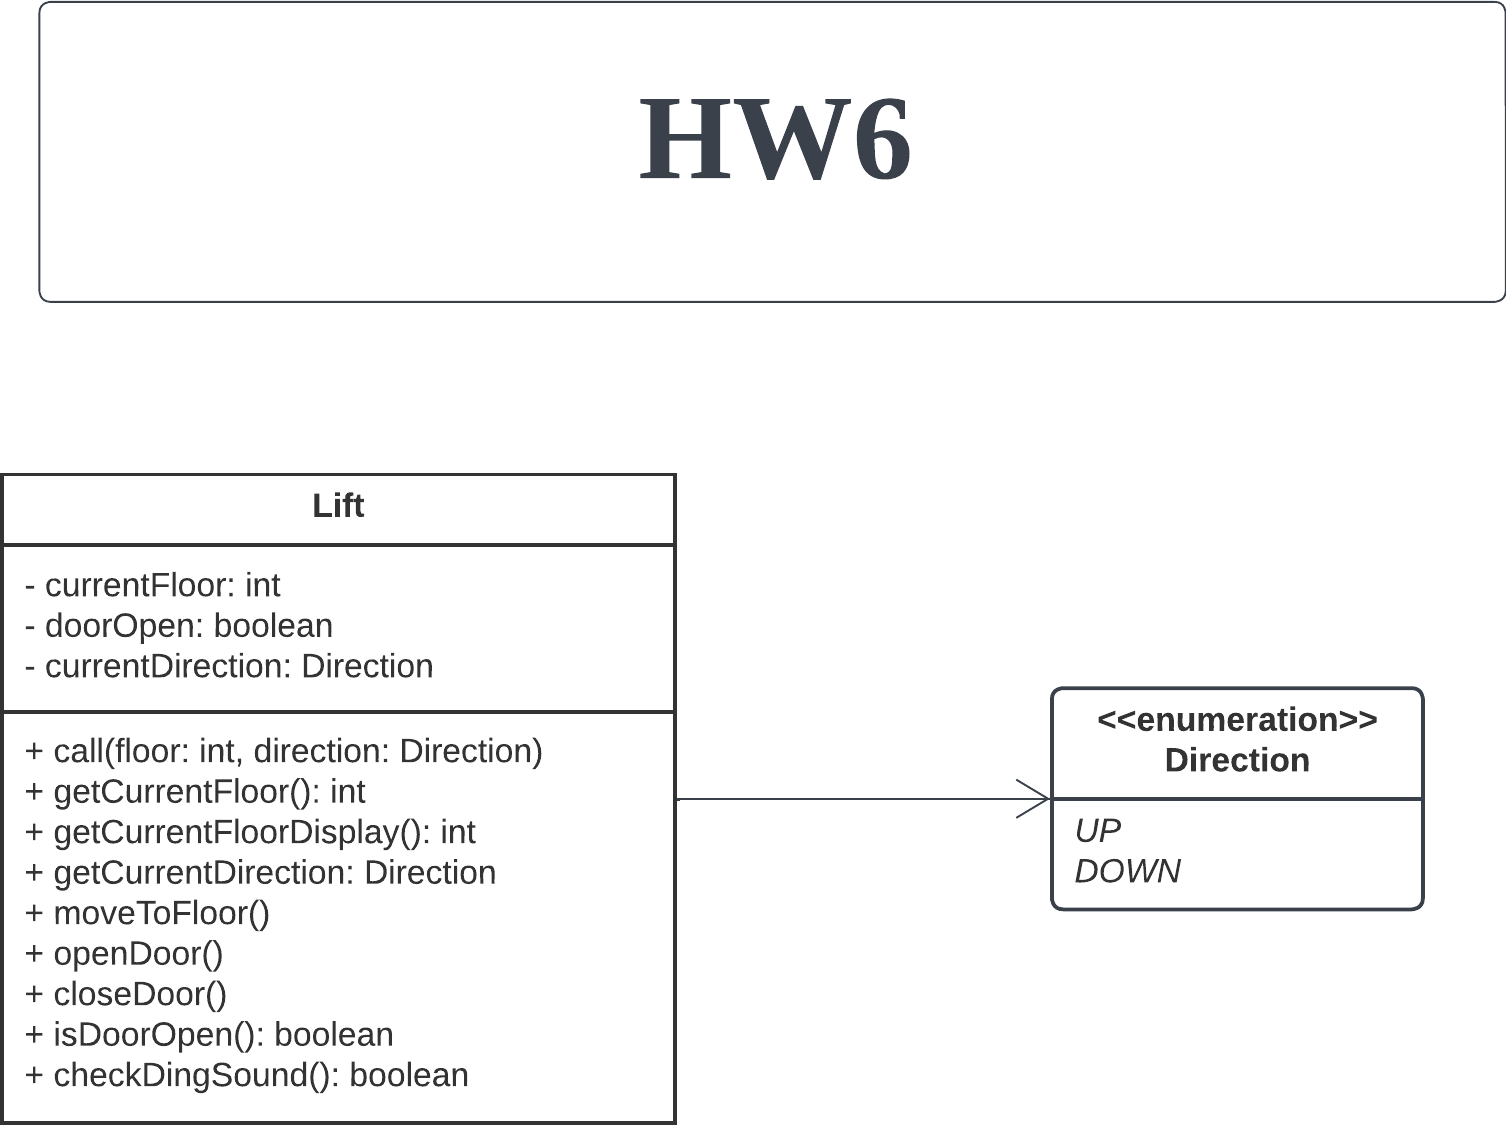 HW6
Lift
- currentFloor: int
- doorOpen: boolean
- currentDirection: Direction
+ call(floor: int, direction: Direction)
+ getCurrentFloor(): int
+ getCurrentFloorDisplay(): int
+ getCurrentDirection: Direction
+ moveToFloor()
+ openDoor()
+ closeDoor()
+ isDoorOpen(): boolean
+ checkDingSound(): boolean
<<enumeration>>
Direction
UP
DOWN